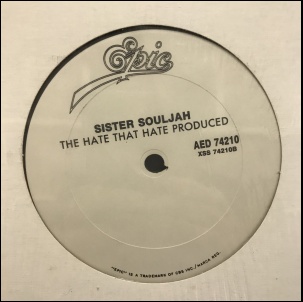 Epic
SISTER SOULJAH
THE HATE THAT HATE PRODUCED
AED 74210
XSS 74210B
"EPIC" IS A TRADEMARK OF CBS INC./MARCA REG.